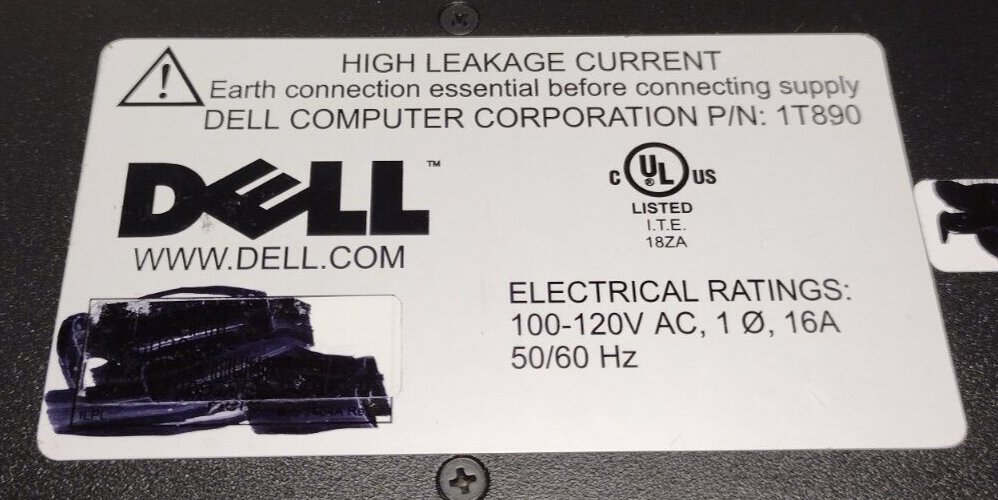 HIGH LEAKAGE CURRENT
Earth connection essential before connecting supply
DELL COMPUTER CORPORATION P/N: 1T890
DELL™
WWW.DELL.COM
C UL® US
LISTED
I.T.E.
18ZA
ELECTRICAL RATINGS:
100-120V AC, 1 Ø, 16A
50/60 Hz